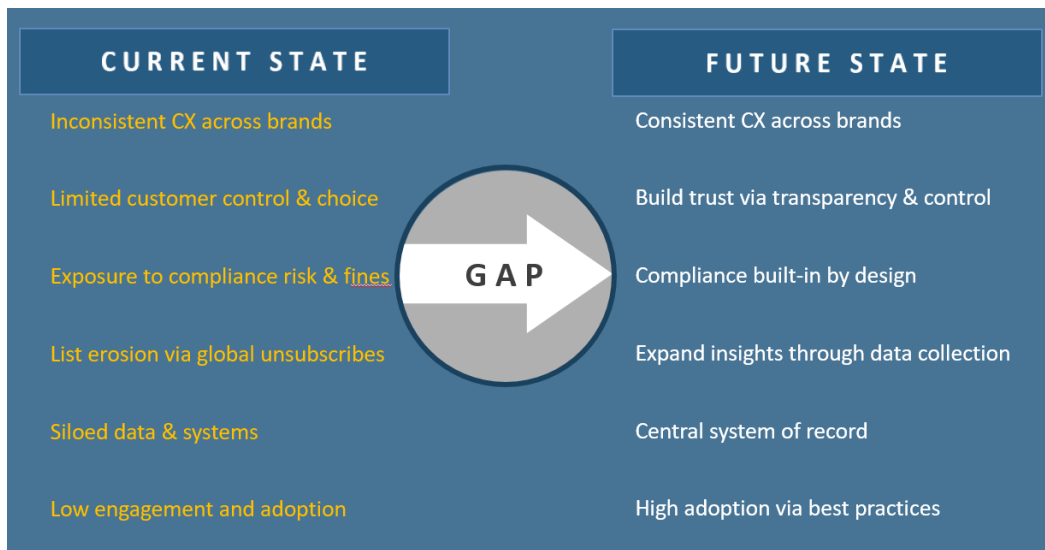 CURRENT STATE
Inconsistent CX across brands
Limited customer control & choice
Exposure to compliance risk & fines
List erosion via global unsubscribes
Siloed data & systems
Low engagement and adoption
GAP
FUTURE STATE
Consistent CX across brands
Build trust via transparency & control
Compliance built-in by design
Expand insights through data collection
Central system of record
High adoption via best practices